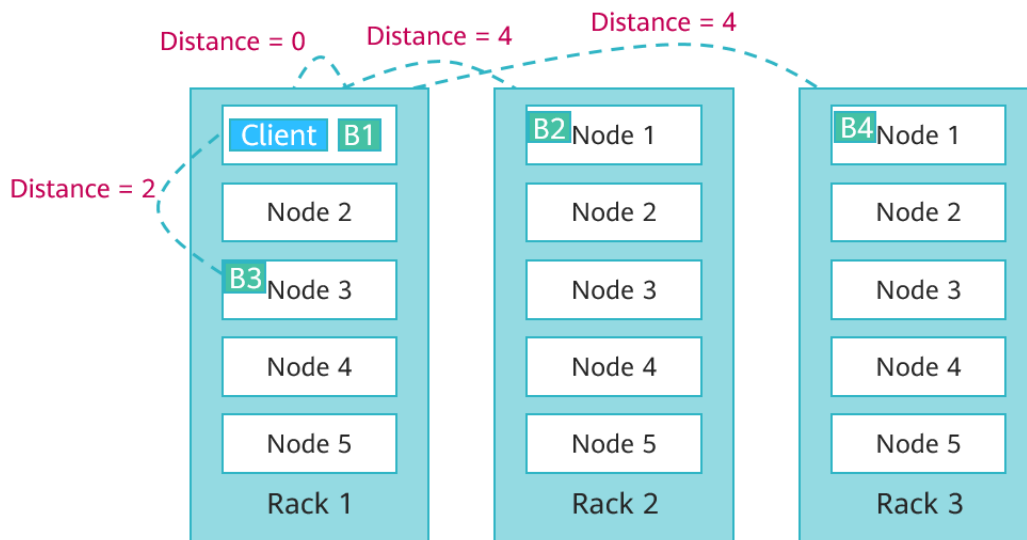 Distance = 0
Distance = 4
Distance = 4
Distance = 2
Client B1
Node 2
B3 Node 3
Node 4
Node 5
Rack 1
B2 Node 1
Node 2
Node 3
Node 4
Node 5
Rack 2
B4 Node 1
Node 2
Node 3
Node 4
Node 5
Rack 3